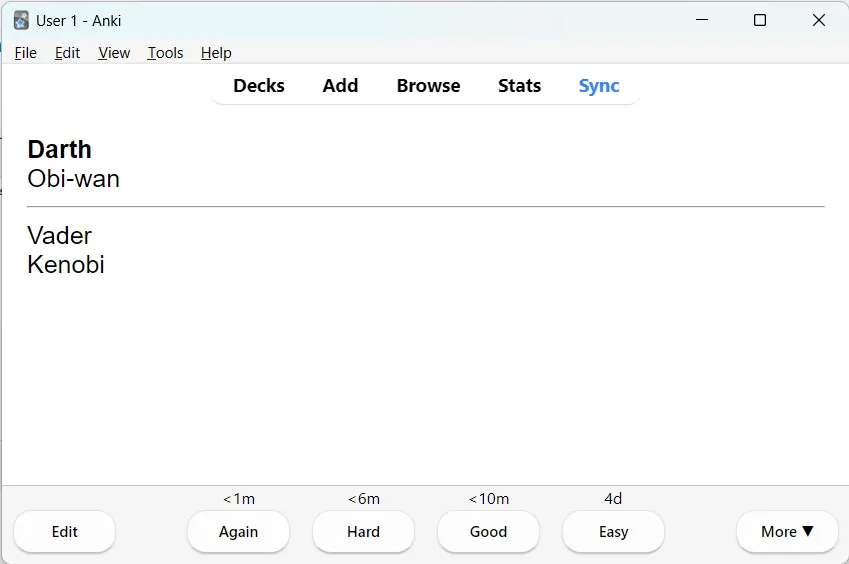 User 1 - Anki
File Edit View Tools Help
Decks Add Browse Stats Sync
Darth
Obi-wan
Vader
Kenobi
<1m <6m <10m 4d
Edit Again Hard Good Easy More ▼